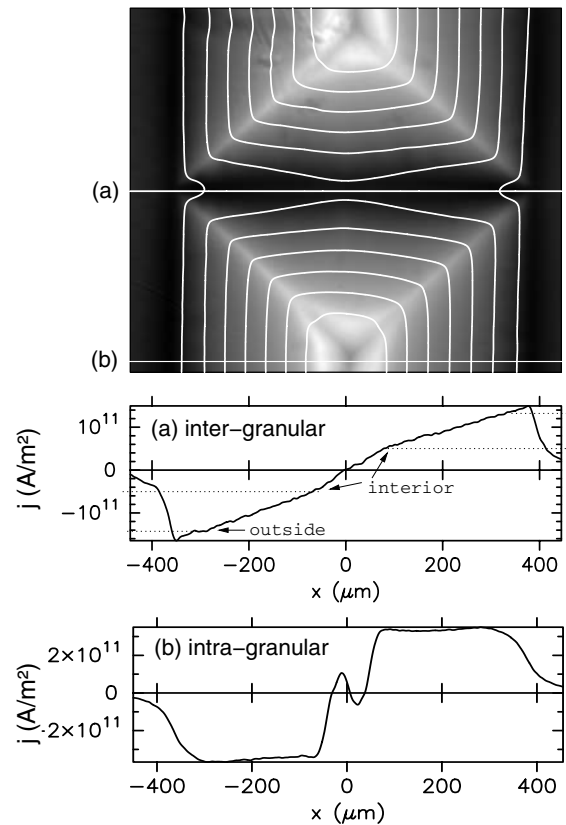 (a)
(b)
(a) inter-granular
j (A/m²)
10¹¹
0
-10¹¹
interior
outside
-400 -200 0 200 400
x (μm)
(b) intra-granular
j (A/m²)
2×10¹¹
0
-2×10¹¹
-400 -200 0 200 400
x (μm)